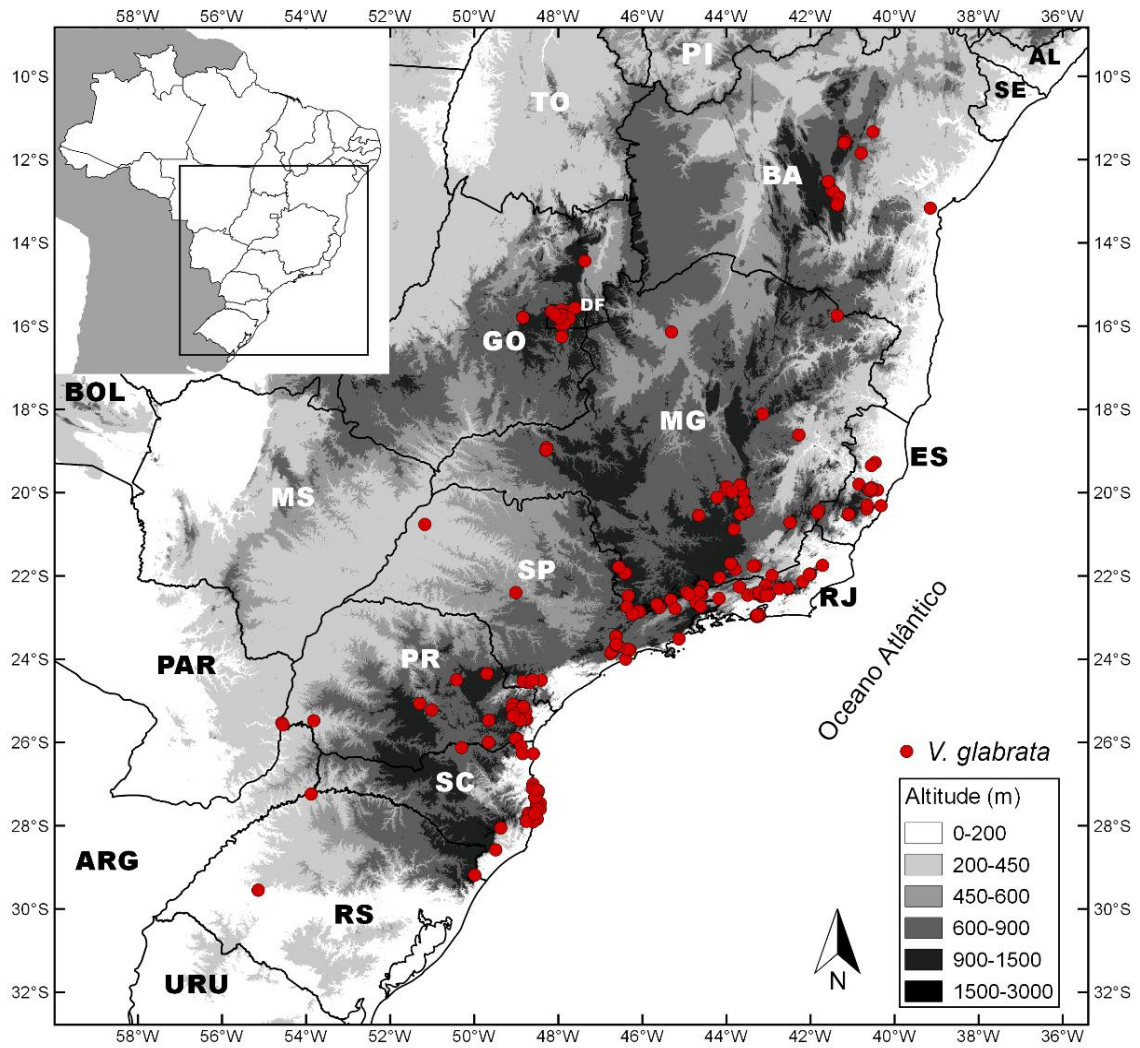 58°W 56°W 54°W 52°W 50°W 48°W 46°W 44°W 42°W 40°W 38°W 36°W
10°S
12°S
14°S
16°S
18°S
20°S
22°S
24°S
26°S
28°S
30°S
32°S
PI
AL
TO
SE
BA
DF
GO
BOL
MG
ES
MS
SP
RJ
PAR
PR
Oceano Atlântico
SC
ARG
RS
URU
V. glabrata
Altitude (m)
0-200
200-450
450-600
600-900
900-1500
1500-3000
N
10°S
12°S
14°S
16°S
18°S
20°S
22°S
24°S
26°S
28°S
30°S
32°S
58°W 56°W 54°W 52°W 50°W 48°W 46°W 44°W 42°W 40°W 38°W 36°W